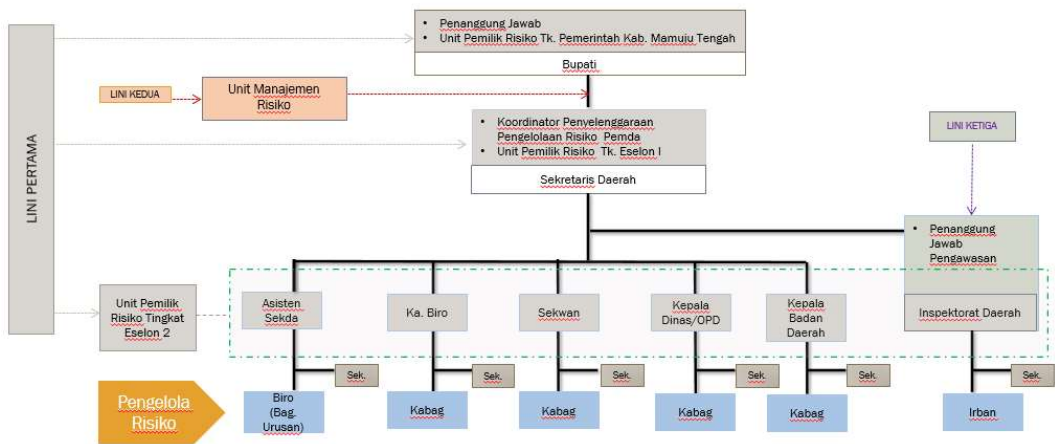 • Penanggung Jawab
• Unit Pemilik Risiko Tk. Pemerintah Kab. Mamuju Tengah
Bupati
LINI PERTAMA
LINI KEDUA
Unit Manajemen
Risiko
• Koordinator Penyelenggaraan
Pengelolaan Risiko Pemda
• Unit Pemilik Risiko Tk. Eselon I
Sekretaris Daerah
LINI KETIGA
• Penanggung
Jawab
Pengawasan
Inspektorat Daerah
Unit Pemilik
Risiko Tingkat
Eselon 2
Asisten
Sekda
Ka. Biro
Sekwan
Kepala
Dinas/OPD
Kepala
Badan
Daerah
Sek.
Sek.
Sek.
Sek.
Sek.
Sek.
Pengelola
Risiko
Biro
(Bag.
Urusan)
Kabag
Kabag
Kabag
Kabag
Irban